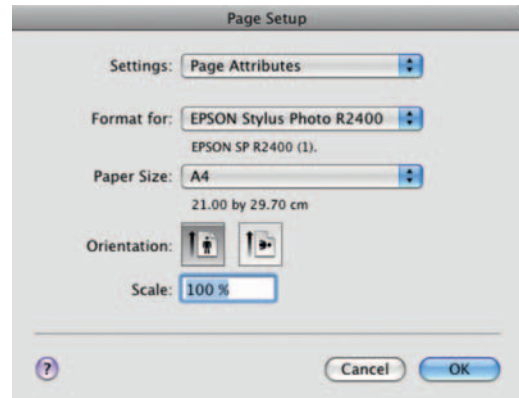 Page Setup
Settings: Page Attributes
Format for: EPSON Stylus Photo R2400
EPSON SP R2400 (1).
Paper Size: A4
21.00 by 29.70 cm
Orientation:
Scale: 100 %
? Cancel OK